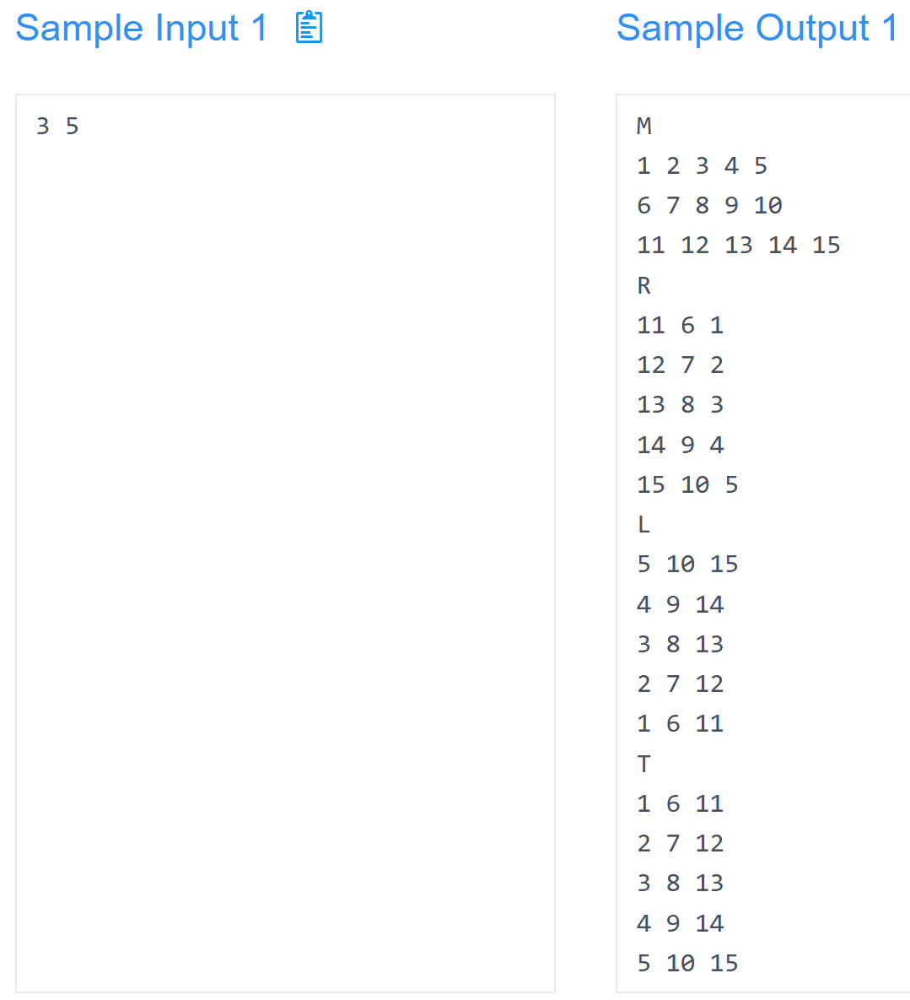 Sample Input 1
3 5
Sample Output 1
M
1 2 3 4 5
6 7 8 9 10
11 12 13 14 15
R
11 6 1
12 7 2
13 8 3
14 9 4
15 10 5
L
5 10 15
4 9 14
3 8 13
2 7 12
1 6 11
T
1 6 11
2 7 12
3 8 13
4 9 14
5 10 15